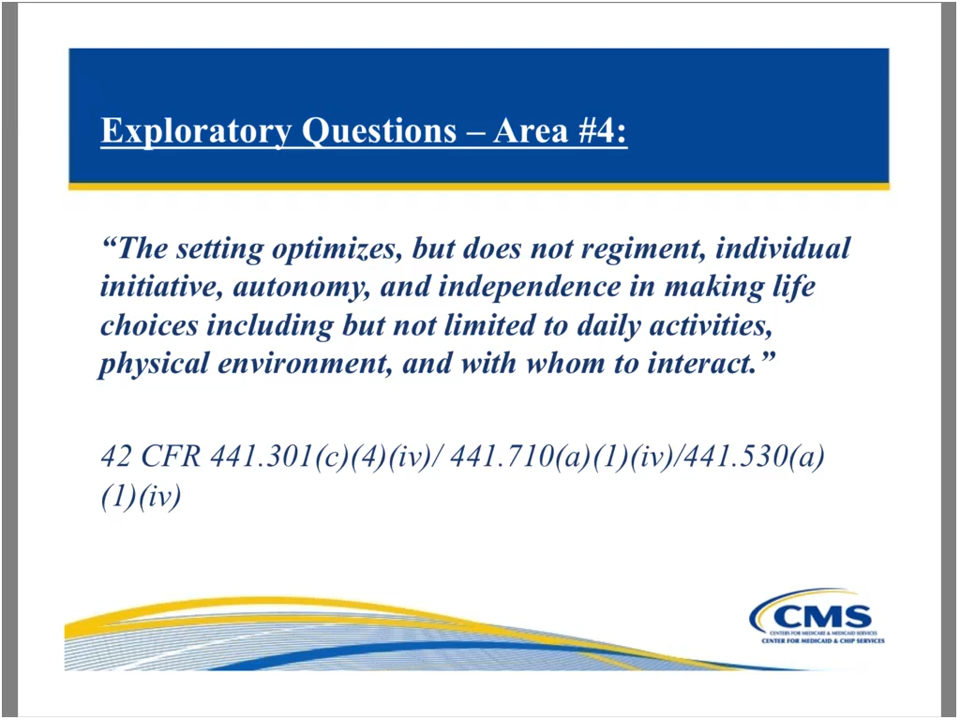 Exploratory Questions – Area #4:
“The setting optimizes, but does not regiment, individual
initiative, autonomy, and independence in making life
choices including but not limited to daily activities,
physical environment, and with whom to interact.”
42 CFR 441.301(c)(4)(iv)/ 441.710(a)(1)(iv)/441.530(a)
(1)(iv)
CMS
CENTERS FOR MEDICARE & MEDICAID SERVICES
CENTER FOR MEDICAID & CHIP SERVICES